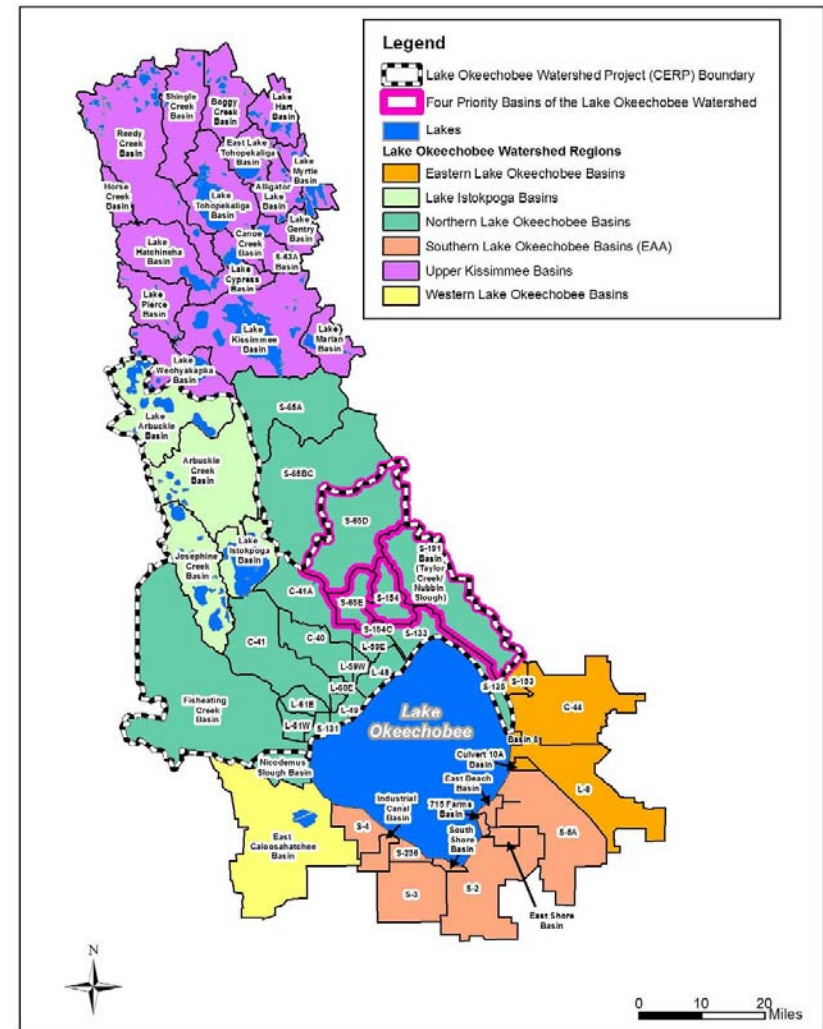 Legend
Lake Okeechobee Watershed Project (CERP) Boundary
Four Priority Basins of the Lake Okeechobee Watershed
Lakes
Lake Okeechobee Watershed Regions
Eastern Lake Okeechobee Basins
Lake Istokpoga Basins
Northern Lake Okeechobee Basins
Southern Lake Okeechobee Basins (EAA)
Upper Kissimmee Basins
Western Lake Okeechobee Basins
Reedy
Creek
Basin
Shingle
Creek
Basin
Boggy
Creek
Basin
Lake
Hart
Basin
East Lake
Tohopekaliga
Basin
Lake
Myrtle
Basin
Horse
Creek
Basin
Lake
Tohopekaliga
Basin
Alligator
Lake
Basin
Lake
Gentry
Basin
Lake
Hatchineha
Basin
Canoe
Creek
Basin
S-63A
Basin
Lake
Cypress
Basin
Lake
Pierce
Basin
Lake
Kissimmee
Basin
Lake
Marian
Basin
Lake
Weohyakapka
Basin
S-65A
Lake
Arbuckle
Basin
Arbuckle
Creek
Basin
S-65BC
S-65D
S-191
Basin
(Taylor
Creek/
Nubbin
Slough)
Lake
Istokpoga
Basin
Josephine
Creek
Basin
C-41A
S-65E
S-154
S-154C
S-133
C-41
C-40
L-59E
L-59W
L-48
L-60E
L-49
L-61E
L-61W
S-131
Fisheating
Creek
Basin
S-135
S-153
C-44
Lake
Okeechobee
Basin 8
Nicodemus
Slough Basin
Culvert 10A
Basin
L-8
East Beach
Basin
Industrial
Canal
Basin
715 Farms
Basin
South
Shore
Basin
S-4
S-5A
East
Caloosahatchee
Basin
S-236
S-3
S-2
East Shore
Basin
N
0 10 20
Miles